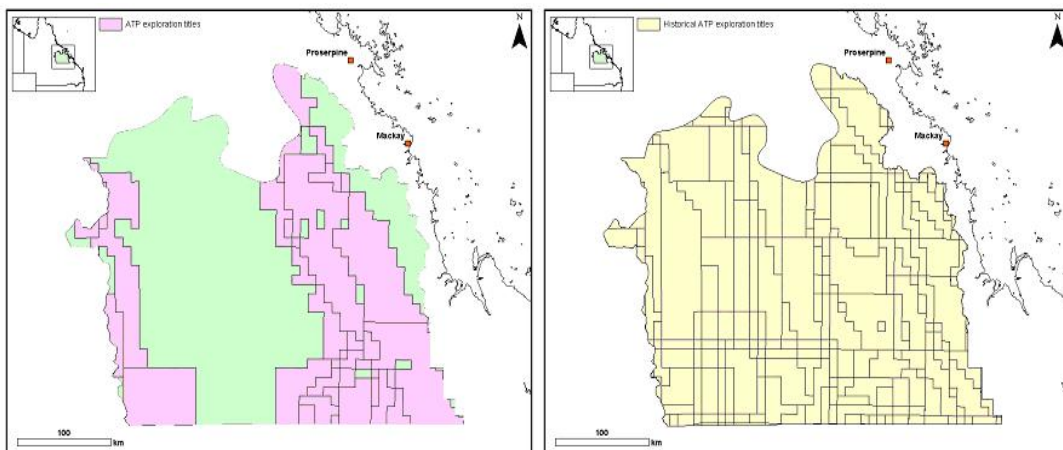 ATP exploration titles
N
Proserpine
Mackay
100
km
Historical ATP exploration titles
N
Proserpine
Mackay
100
km